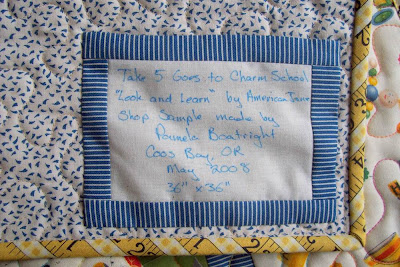 Take 5 Goes to Charm School
"Look and Learn" by American Jane
Shop Sample made by
Pamela Boatright
Coos Bay, OR
May 2008
36" x 36"